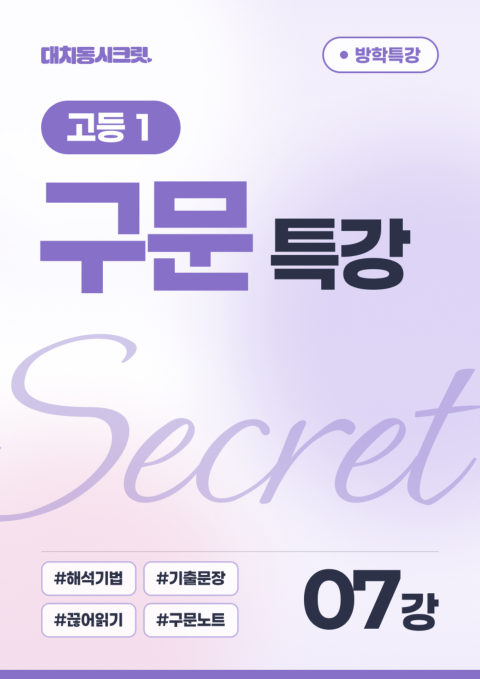 대치동시크릿.
방학특강
고등 1
구문 특강
Secret
#해석기법 #기출문장
#끊어읽기 #구문노트
07강